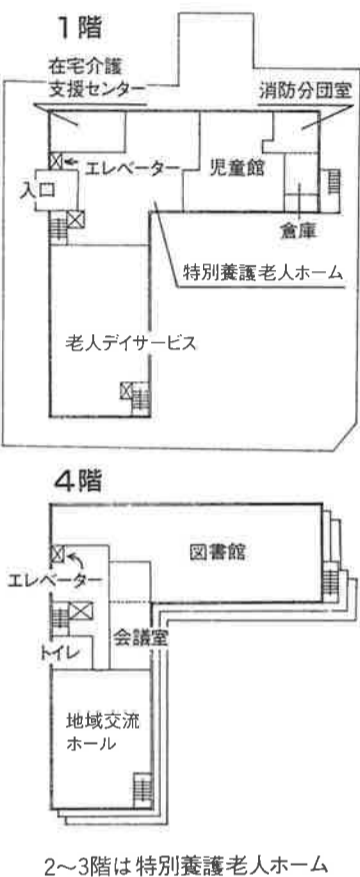 1階
在宅介護
支援センター
消防分団室
エレベーター
児童館
入口
倉庫
特別養護老人ホーム
老人デイサービス
4階
図書館
エレベーター
会議室
トイレ
地域交流
ホール
2〜3階は特別養護老人ホーム